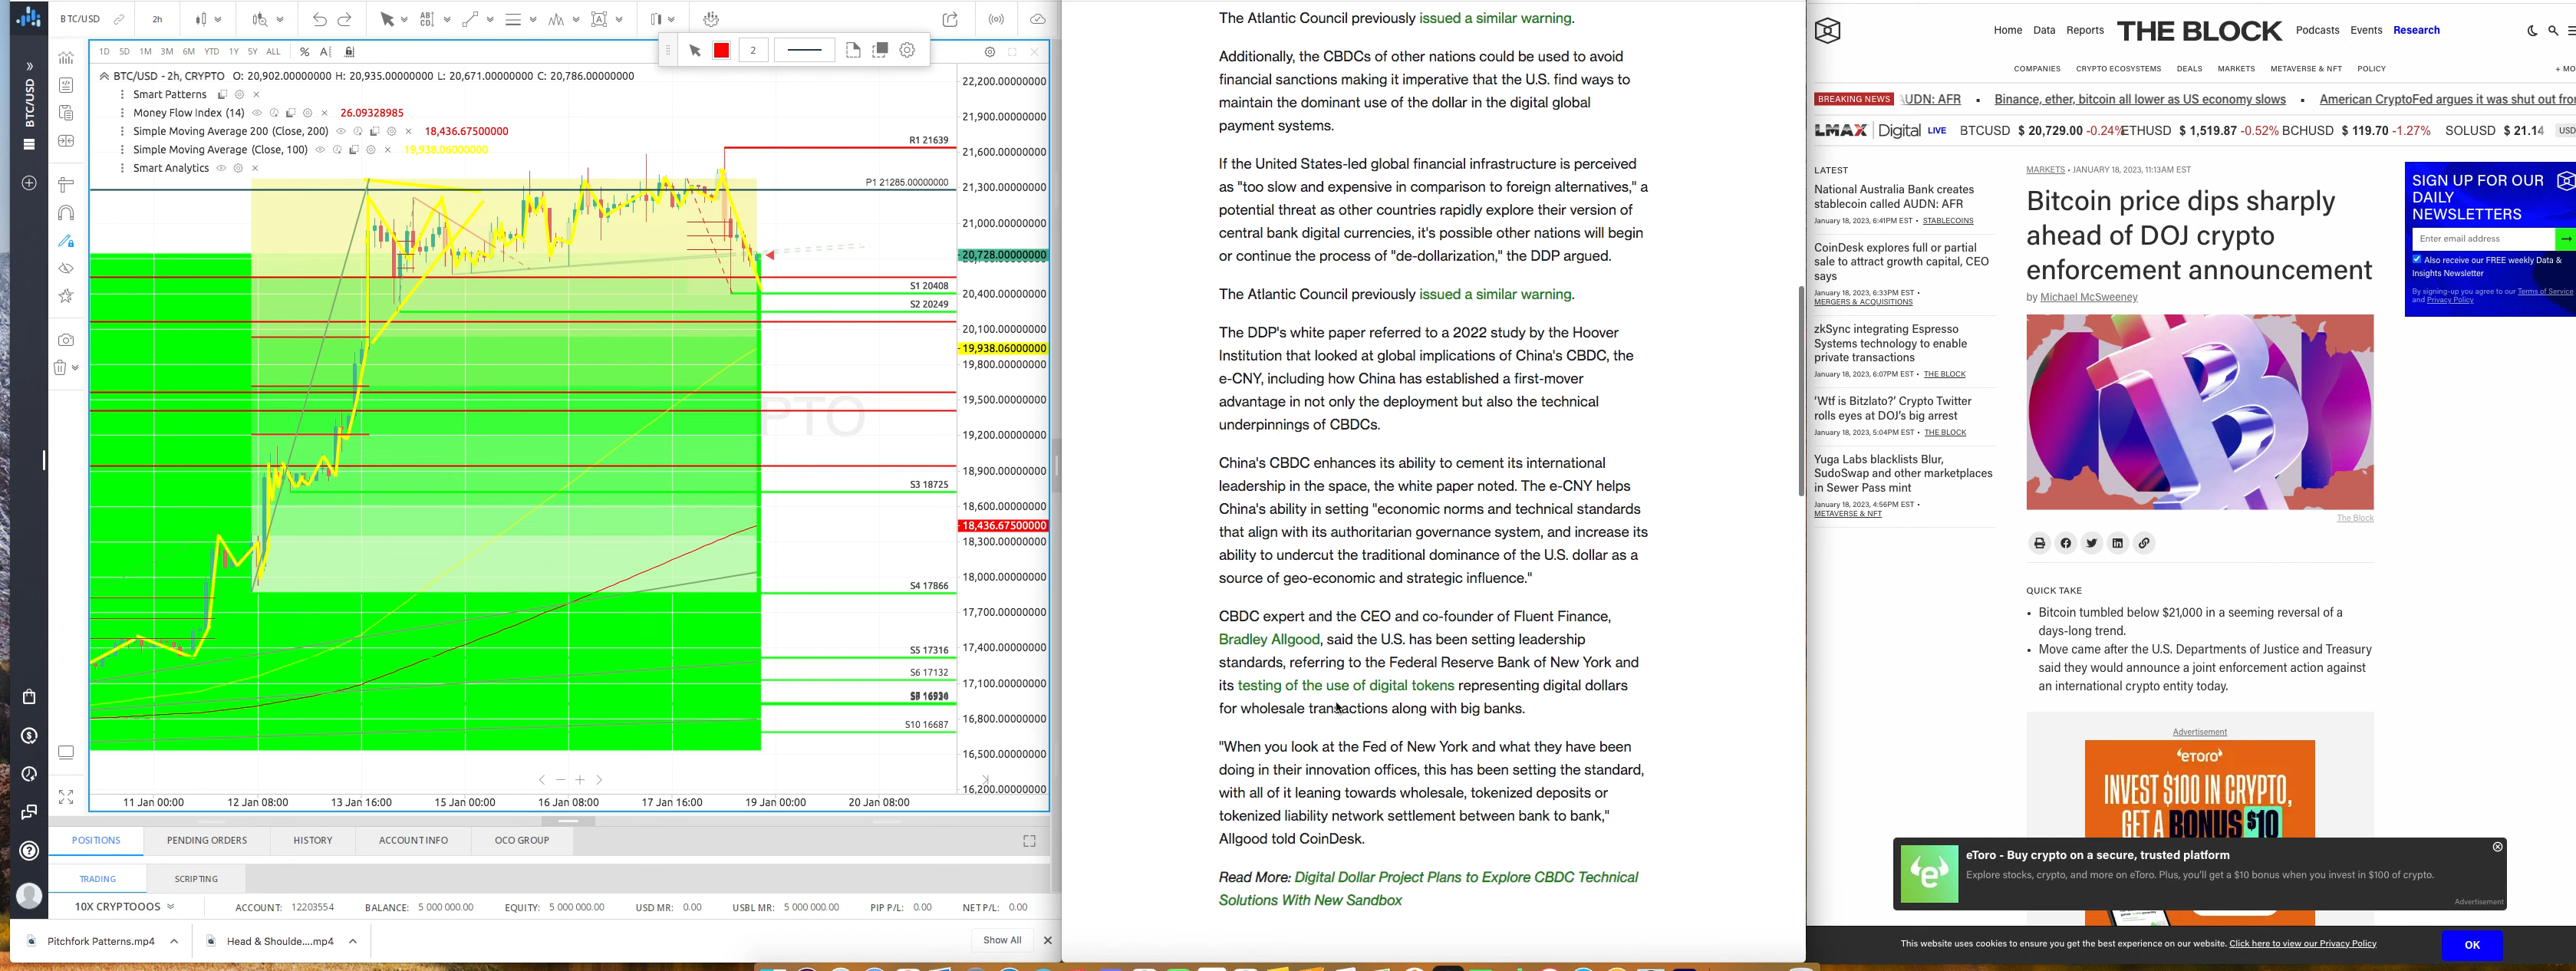 BTC/USD
2h
1D 5D 1M 3M 6M YTD 1Y 5Y ALL
2
BTC/USD - 2h, CRYPTO O: 20,902.00000000 H: 20,935.00000000 L: 20,671.00000000 C: 20,786.00000000
Smart Patterns
Money Flow Index (14) 26.09328985
Simple Moving Average 200 (Close, 200) 18,436.67500000
Simple Moving Average (Close, 100) 19,938.06000000
Smart Analytics
BTC/USD
R1 21639
P1 21285.00000000
S1 20408
S2 20249
S3 18725
S4 17866
S5 17316
S6 17132
S10 16687
PTO
22,200.00000000
21,900.00000000
21,600.00000000
21,300.00000000
21,000.00000000
20,728.00000000
20,400.00000000
20,100.00000000
19,938.06000000
19,800.00000000
19,500.00000000
19,200.00000000
18,900.00000000
18,600.00000000
18,436.67500000
18,300.00000000
18,000.00000000
17,700.00000000
17,400.00000000
17,100.00000000
16,800.00000000
16,500.00000000
16,200.00000000
11 Jan 00:00 12 Jan 08:00 13 Jan 16:00 15 Jan 00:00 16 Jan 08:00 17 Jan 16:00 19 Jan 00:00 20 Jan 08:00
POSITIONS PENDING ORDERS HISTORY ACCOUNT INFO OCO GROUP
TRADING SCRIPTING
10X CRYPTOOOS ACCOUNT: 12203554 BALANCE: 5 000 000.00 EQUITY: 5 000 000.00 USD MR: 0.00 USBL MR: 5 000 000.00 PIP P/L: 0.00 NET P/L: 0.00
Pitchfork Patterns.mp4 Head & Shoulde....mp4 Show All
The Atlantic Council previously issued a similar warning.
Additionally, the CBDCs of other nations could be used to avoid
financial sanctions making it imperative that the U.S. find ways to
maintain the dominant use of the dollar in the digital global
payment systems.
If the United States-led global financial infrastructure is perceived
as "too slow and expensive in comparison to foreign alternatives," a
potential threat as other countries rapidly explore their version of
central bank digital currencies, it's possible other nations will begin
or continue the process of "de-dollarization," the DDP argued.
The Atlantic Council previously issued a similar warning.
The DDP's white paper referred to a 2022 study by the Hoover
Institution that looked at global implications of China's CBDC, the
e-CNY, including how China has established a first-mover
advantage in not only the deployment but also the technical
underpinnings of CBDCs.
China's CBDC enhances its ability to cement its international
leadership in the space, the white paper noted. The e-CNY helps
China's ability in setting "economic norms and technical standards
that align with its authoritarian governance system, and increase its
ability to undercut the traditional dominance of the U.S. dollar as a
source of geo-economic and strategic influence."
CBDC expert and the CEO and co-founder of Fluent Finance,
Bradley Allgood, said the U.S. has been setting leadership
standards, referring to the Federal Reserve Bank of New York and
its testing of the use of digital tokens representing digital dollars
for wholesale transactions along with big banks.
"When you look at the Fed of New York and what they have been
doing in their innovation offices, this has been setting the standard,
with all of it leaning towards wholesale, tokenized deposits or
tokenized liability network settlement between bank to bank,"
Allgood told CoinDesk.
Read More: Digital Dollar Project Plans to Explore CBDC Technical
Solutions With New Sandbox
Home Data Reports THE BLOCK Podcasts Events Research
COMPANIES CRYPTO ECOSYSTEMS DEALS MARKETS METAVERSE & NFT POLICY + MO
BREAKING NEWS AUDN: AFR Binance, ether, bitcoin all lower as US economy slows American CryptoFed argues it was shut out fro
LMAX Digital LIVE BTCUSD $ 20,729.00 -0.24% ETHUSD $ 1,519.87 -0.52% BCHUSD $ 119.70 -1.27% SOLUSD $ 21.14 USD
LATEST
National Australia Bank creates
stablecoin called AUDN: AFR
January 18, 2023, 6:41PM EST • STABLECOINS
CoinDesk explores full or partial
sale to attract growth capital, CEO
says
January 18, 2023, 6:33PM EST •
MERGERS & ACQUISITIONS
zkSync integrating Espresso
Systems technology to enable
private transactions
January 18, 2023, 6:07PM EST • THE BLOCK
‘Wtf is Bitzlato?’ Crypto Twitter
rolls eyes at DOJ’s big arrest
January 18, 2023, 5:04PM EST • THE BLOCK
Yuga Labs blacklists Blur,
SudoSwap and other marketplaces
in Sewer Pass mint
January 18, 2023, 4:56PM EST •
METAVERSE & NFT
MARKETS • JANUARY 18, 2023, 11:13AM EST
Bitcoin price dips sharply
ahead of DOJ crypto
enforcement announcement
by Michael McSweeney
The Block
QUICK TAKE
• Bitcoin tumbled below $21,000 in a seeming reversal of a
days-long trend.
• Move came after the U.S. Departments of Justice and Treasury
said they would announce a joint enforcement action against
an international crypto entity today.
Advertisement
eToro
INVEST $100 IN CRYPTO,
GET A BONUS $10
SIGN UP FOR OUR
DAILY
NEWSLETTERS
Enter email address
Also receive our FREE weekly Data &
Insights Newsletter
By signing-up you agree to our Terms of Service
and Privacy Policy
eToro - Buy crypto on a secure, trusted platform
Explore stocks, crypto, and more on eToro. Plus, you'll get a $10 bonus when you invest in $100 of crypto.
Advertisement
This website uses cookies to ensure you get the best experience on our website. Click here to view our Privacy Policy
OK